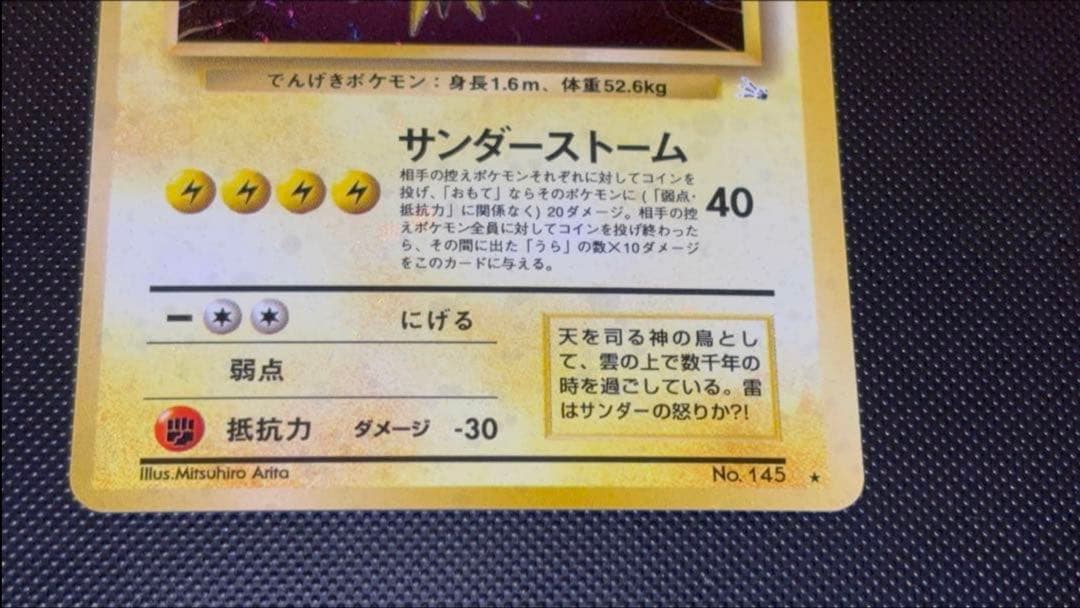 でんげきポケモン：身長1.6m、体重52.6kg
サンダーストーム
相手の控えポケモンそれぞれに対してコインを
投げ、「おもて」ならそのポケモンに (「弱点・
抵抗力」に関係なく) 20ダメージ。相手の控
えポケモン全員に対してコインを投げ終わった
ら、その間に出た「うら」の数×10ダメージ
をこのカードに与える。
40
にげる
弱点
抵抗力 ダメージ -30
天を司る神の鳥とし
て、雲の上で数千年の
時を過ごしている。雷
はサンダーの怒りか?!
Illus.Mitsuhiro Arita
No. 145 ★